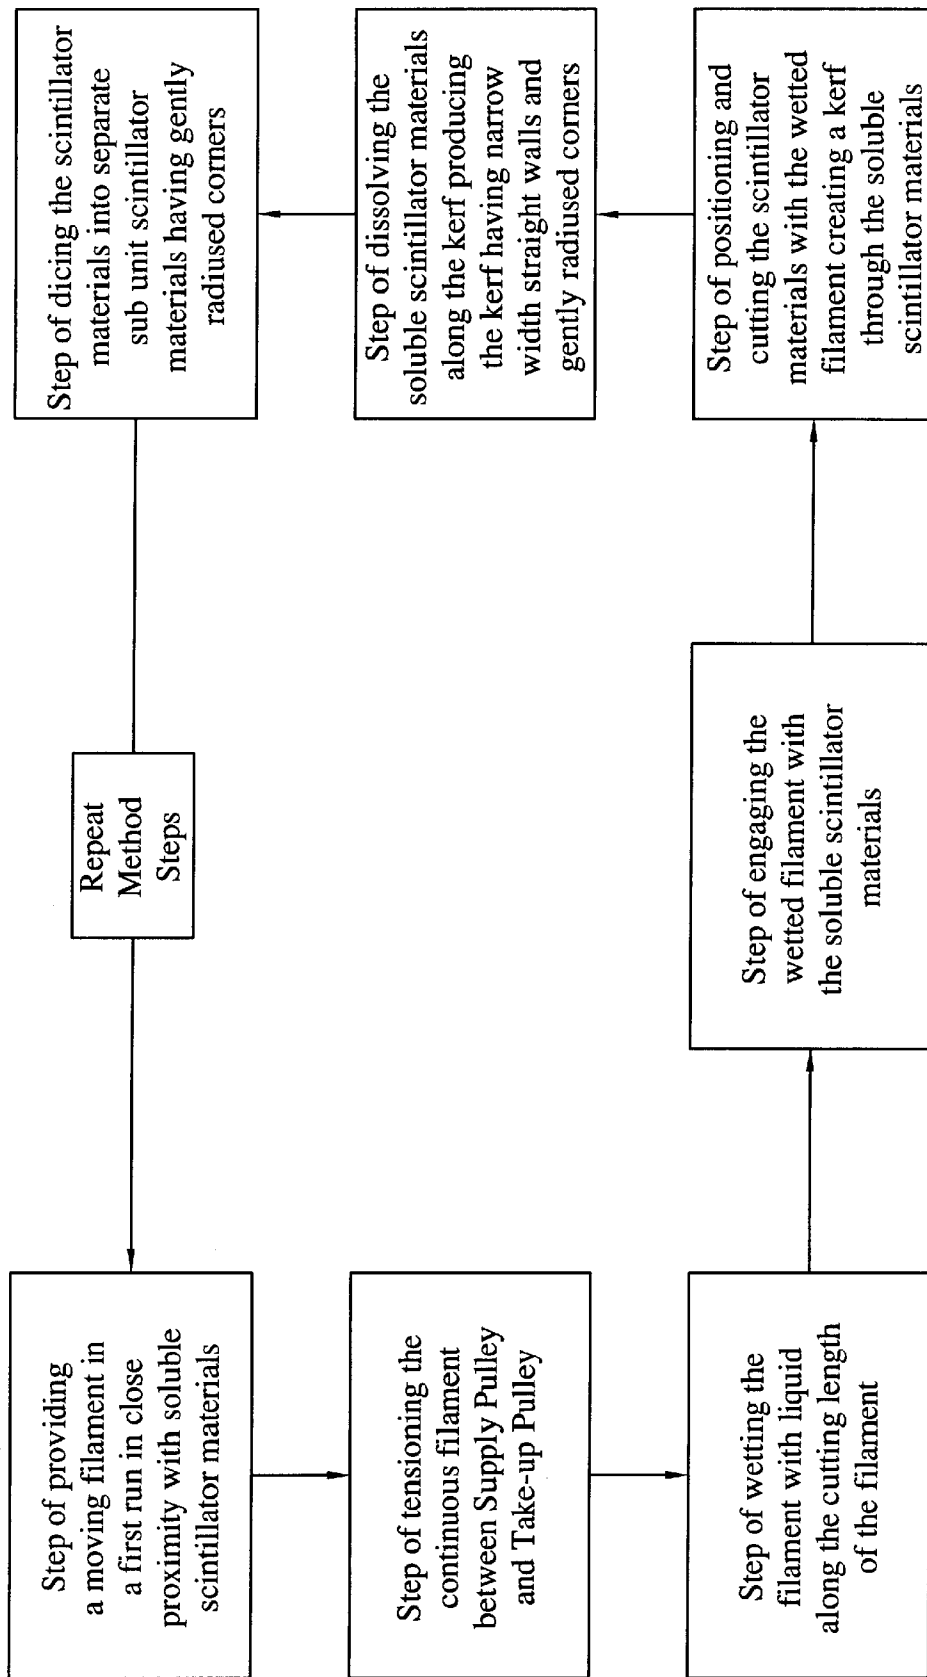 Step of providing
a moving filament in
a first run in close
proximity with soluble
scintillator materials
Step of tensioning the
continuous filament
between Supply Pulley
and Take-up Pulley
Step of wetting the
filament with liquid
along the cutting length
of the filament
Step of engaging the
wetted filament with
the soluble scintillator
materials
Step of positioning and
cutting the scintillator
materials with the wetted
filament creating a kerf
through the soluble
scintillator materials
Step of dissolving the
soluble scintillator materials
along the kerf producing
the kerf having narrow
width straight walls and
gently radiused corners
Step of dicing the scintillator
materials into separate
sub unit scintillator
materials having gently
radiused corners
Repeat
Method
Steps